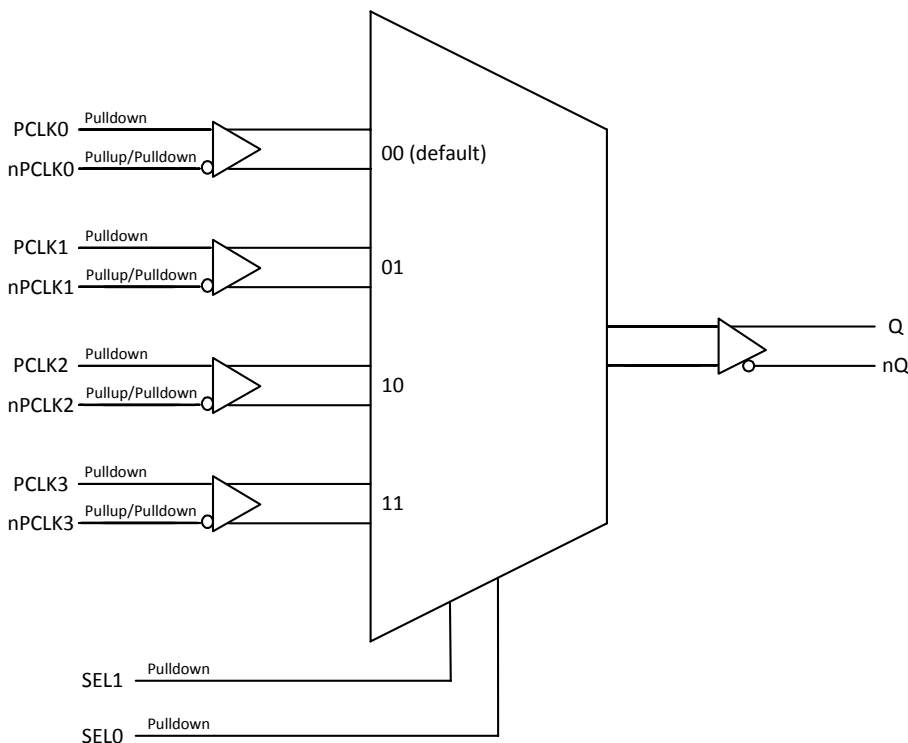 PCLK0 Pulldown
nPCLK0 Pullup/Pulldown
00 (default)
PCLK1 Pulldown
nPCLK1 Pullup/Pulldown
01
Q
nQ
PCLK2 Pulldown
nPCLK2 Pullup/Pulldown
10
PCLK3 Pulldown
nPCLK3 Pullup/Pulldown
11
SEL1 Pulldown
SEL0 Pulldown